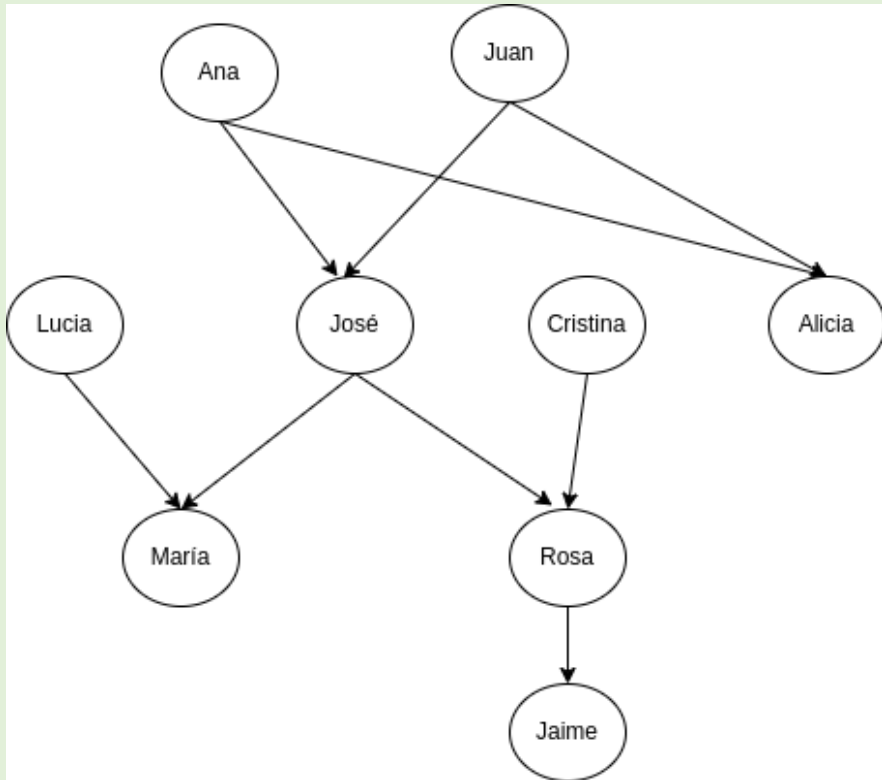 Ana
Juan
Lucia
José
Cristina
Alicia
María
Rosa
Jaime